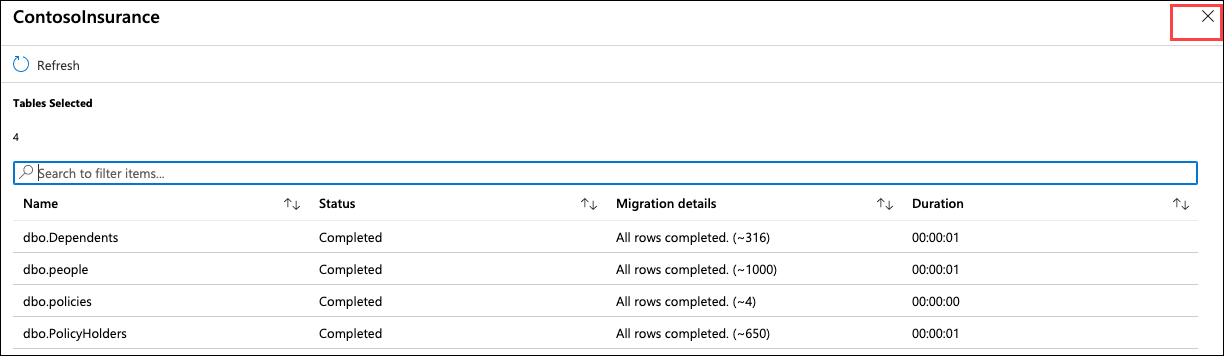 ContosoInsurance
Refresh
Tables Selected
4
Search to filter items...
Name Status Migration details Duration
dbo.Dependents Completed All rows completed. (~316) 00:00:01
dbo.people Completed All rows completed. (~1000) 00:00:01
dbo.policies Completed All rows completed. (~4) 00:00:00
dbo.PolicyHolders Completed All rows completed. (~650) 00:00:01